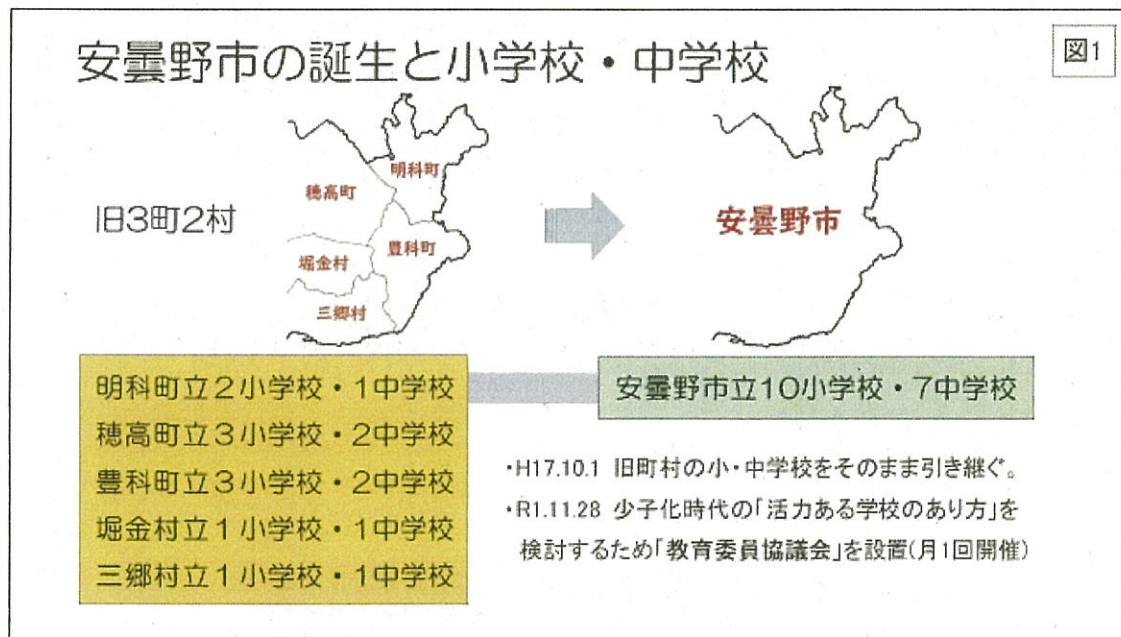 安曇野市の誕生と小学校・中学校
図1
旧3町2村
明科町
穂高町
豊科町
堀金村
三郷村
安曇野市
明科町立2小学校・1中学校
穂高町立3小学校・2中学校
豊科町立3小学校・2中学校
堀金村立1小学校・1中学校
三郷村立1小学校・1中学校
安曇野市立10小学校・7中学校
・H17.10.1 旧町村の小・中学校をそのまま引き継ぐ。
・R1.11.28 少子化時代の「活力ある学校のあり方」を
検討するため「教育委員協議会」を設置(月1回開催)